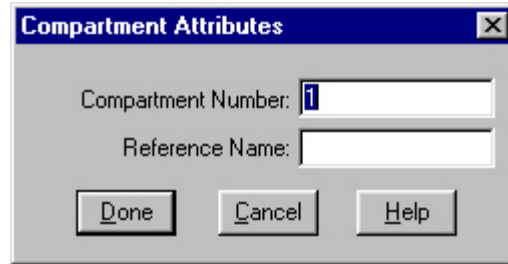 Compartment Attributes
Compartment Number: 1
Reference Name:
Done Cancel Help